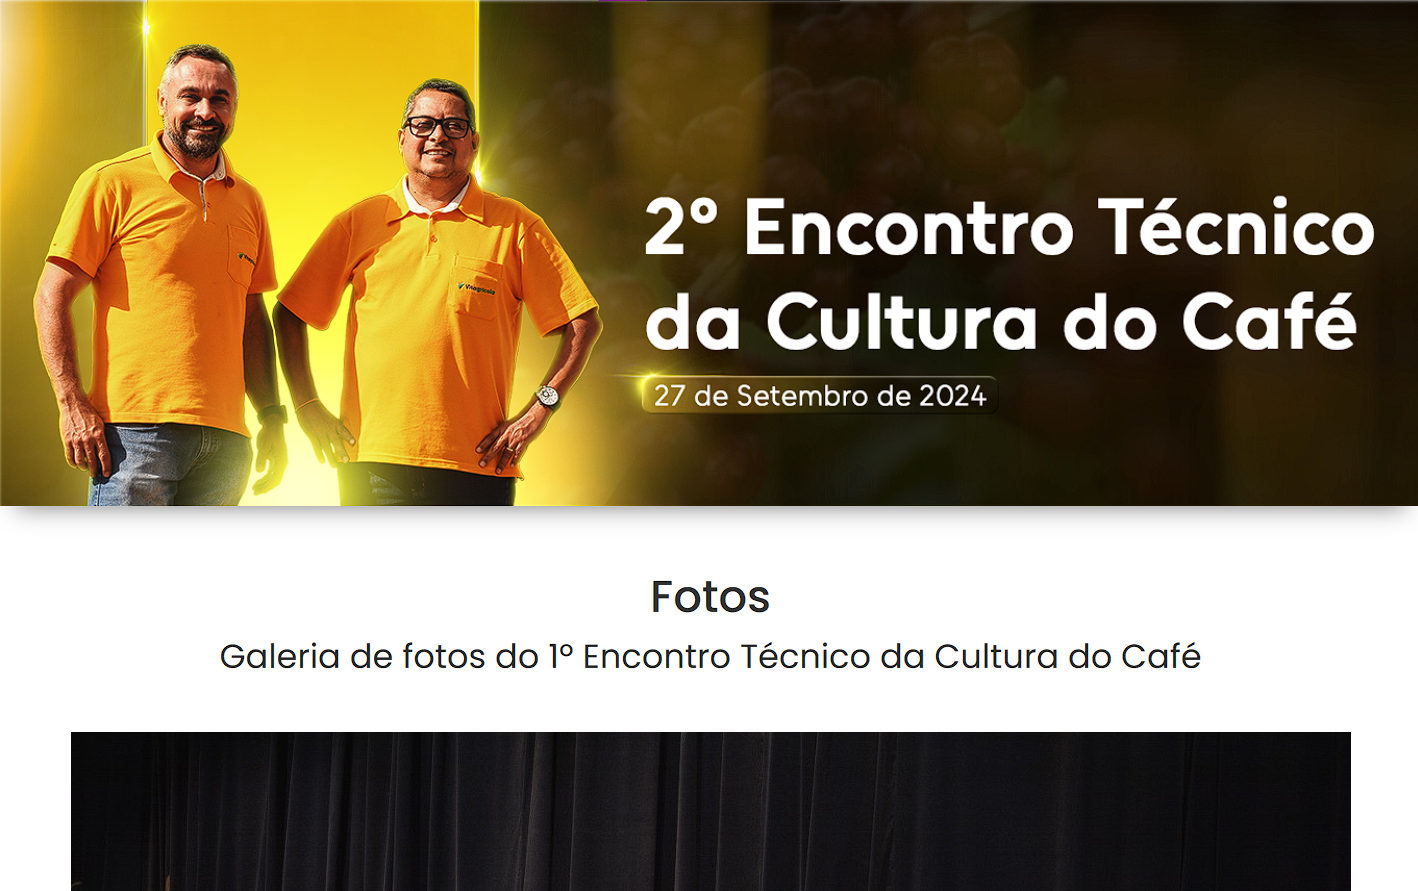 2º Encontro Técnico
da Cultura do Café
27 de Setembro de 2024
Fotos
Galeria de fotos do 1º Encontro Técnico da Cultura do Café